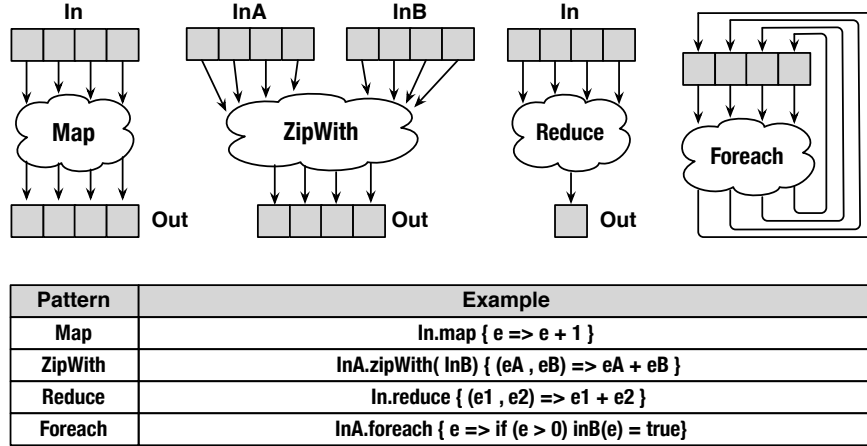 In InA InB In
Map ZipWith Reduce Foreach
Out Out Out
Pattern Example
Map In.map { e => e + 1 }
ZipWith InA.zipWith( InB) { (eA , eB) => eA + eB }
Reduce In.reduce { (e1 , e2) => e1 + e2 }
Foreach InA.foreach { e => if (e > 0) inB(e) = true}